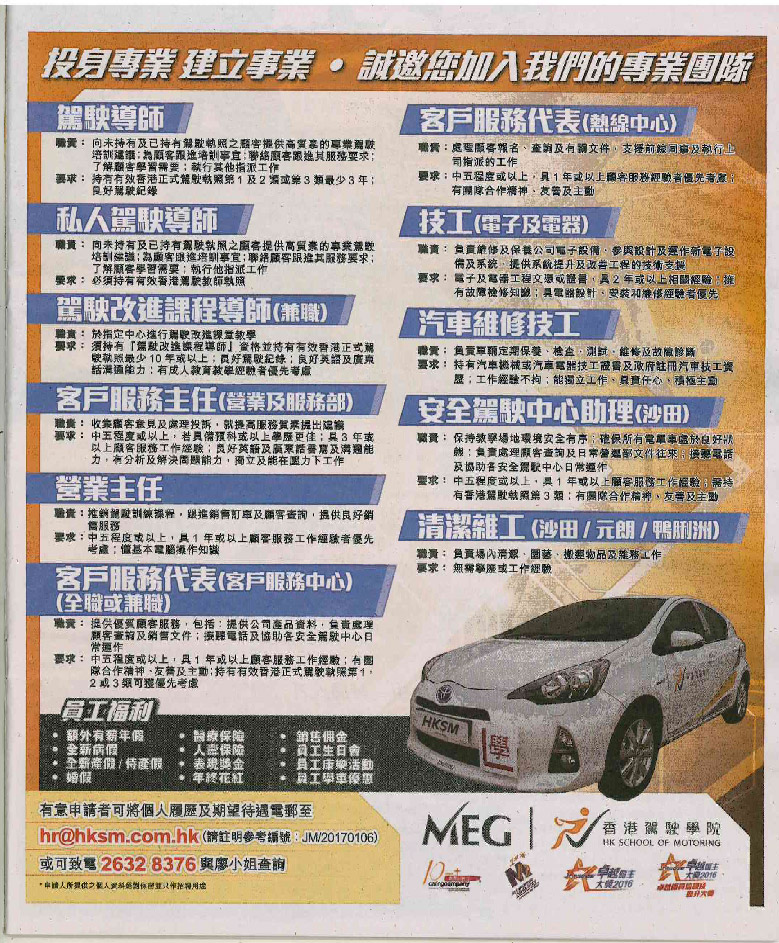 投身專業 建立事業 • 誠邀您加入我們的專業團隊
駕駛導師
職責：向未持有及已持有駕駛執照之顧客提供高質素的專業駕駛
培訓建議；為顧客跟進培訓事宜；聯絡顧客跟進其服務要求；
了解顧客學習需要；執行其他指派工作
要求：持有有效香港正式駕駛執照第1及2類或第3類最少3年；
良好駕駛紀錄
私人駕駛導師
職責：向未持有及已持有駕駛執照之顧客提供高質素的專業駕駛
培訓建議；為顧客跟進培訓事宜；聯絡顧客跟進其服務要求；
了解顧客學習需要；執行他指派工作
要求：必須持有有效香港駕駛教師執照
駕駛改進課程導師(兼職)
職責：於指定中心進行駕駛改進課堂教學
要求：須持有『駕駛改進課程導師』資格並持有有效香港正式駕
駛執照最少10年或以上；良好駕駛紀錄；良好英語及廣東
話溝通能力；有成人教育教學經驗者優先考慮
客戶服務主任(營業及服務部)
職責：收集顧客意見及處理投訴，就提高服務質素提出建議
要求：中五程度或以上，若具備預科或以上學歷更佳；具3年或
以上顧客服務工作經驗；良好英語及廣東話書寫及溝通能
力，有分析及解決問題能力，獨立及能在壓力下工作
營業主任
職責：推銷駕駛訓練課程，跟進銷售訂單及顧客查詢，提供良好銷
售服務
要求：中五程度或以上，具1年或以上顧客服務工作經驗者優先
考慮；懂基本電腦操作知識
客戶服務代表(客戶服務中心)
(全職或兼職)
職責：提供優質顧客服務，包括：提供公司產品資料，負責處理
顧客查詢及銷售文件；接聽電話及協助各安全駕駛中心日
常運作
要求：中五程度或以上，具1年或以上顧客服務工作經驗；有團
隊合作精神、友善及主動；持有有效香港正式駕駛執照第1，
2或3類可獲優先考慮
客戶服務代表(熱線中心)
職責：處理顧客報名、查詢及有關文件、支援前線同事及執行上
司指派的工作
要求：中五程度或以上，具1年或以上顧客服務經驗者優先考慮；
有團隊合作精神、友善及主動
技工(電子及電器)
職責：負責維修及保養公司電子設備，參與設計及運作新電子設
備及系統，提供系統提升及改善工程的技術支援
要求：電子及電器工程文憑或證書，具2年或以上相關經驗；擁
有故障檢修知識；具電器設計、安裝和維修經驗者優先
汽車維修技工
職責：負責車輛定期保養、檢查、測試、維修及故障診斷
要求：持有汽車機械或汽車電器技工證書及政府註冊汽車技工資
歷；工作經驗不拘；能獨立工作、負責任心、積極主動
安全駕駛中心助理(沙田)
職責：保持教學場地環境安全有序；確保所有電單車處於良好狀
態；負責處理顧客查詢及日常營運部文件往來；接聽電話
及協助各安全駕駛中心日常運作
要求：中五程度或以上，具1年或以上顧客服務工作經驗；需持
有香港駕駛執照第3類；有團隊合作精神、友善及主動
清潔雜工(沙田/元朗/鴨脷洲)
職責：負責場內清潔、園藝、搬運物品及雜務工作
要求：無需學歷或工作經驗
HKSM
學
員工福利
• 額外有薪年假 • 醫療保險 • 銷售佣金
• 全薪病假 • 人壽保險 • 員工生日會
• 全薪產假/侍產假 • 表現獎金 • 員工康樂活動
• 婚假 • 年終花紅 • 員工學車優惠
有意申請者可將個人履歷及期望待遇電郵至
hr@hksm.com.hk (請註明參考編號：JM/20170106)
或可致電 2632 8376 與廖小姐查詢
*申請人所提供之個人資料絕對保密並只作招聘用途
MEG
香港駕駛學院
HK SCHOOL OF MOTORING
caringcompany
卓越僱主
大獎2016
卓越僱主
大獎2016